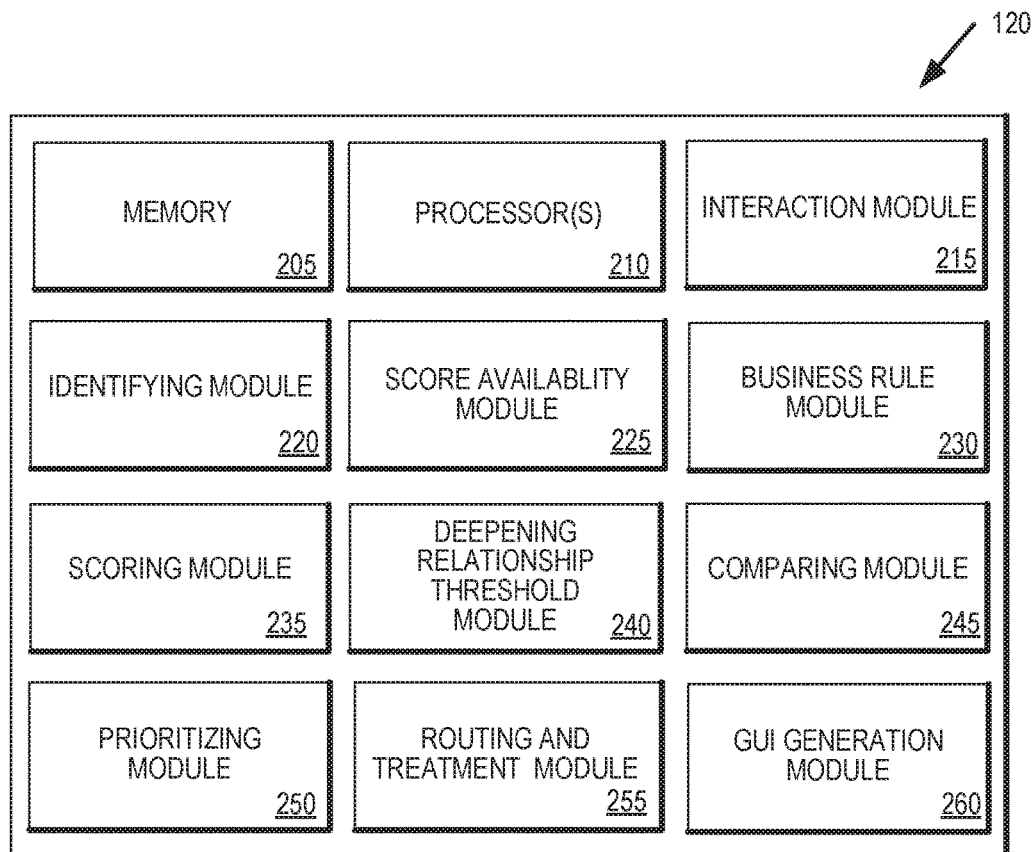 120
MEMORY
205
PROCESSOR(S)
210
INTERACTION MODULE
215
IDENTIFYING MODULE
220
SCORE AVAILABLITY
MODULE
225
BUSINESS RULE
MODULE
230
SCORING MODULE
235
DEEPENING
RELATIONSHIP
THRESHOLD
MODULE
240
COMPARING MODULE
245
PRIORITIZING
MODULE
250
ROUTING AND
TREATMENT MODULE
255
GUI GENERATION
MODULE
260